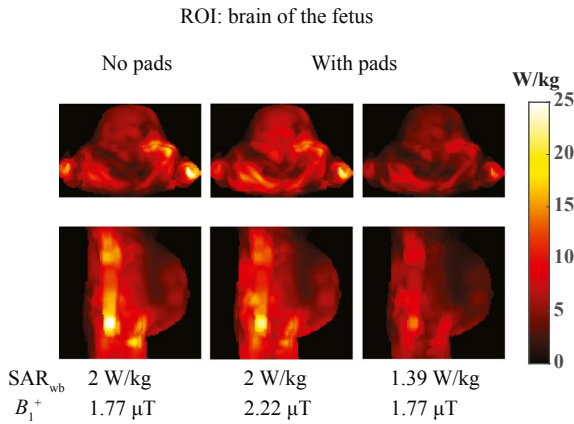 ROI: brain of the fetus
No pads With pads
W/kg
25
20
15
10
5
0
SARwb 2 W/kg 2 W/kg 1.39 W/kg
B1+ 1.77 μT 2.22 μT 1.77 μT